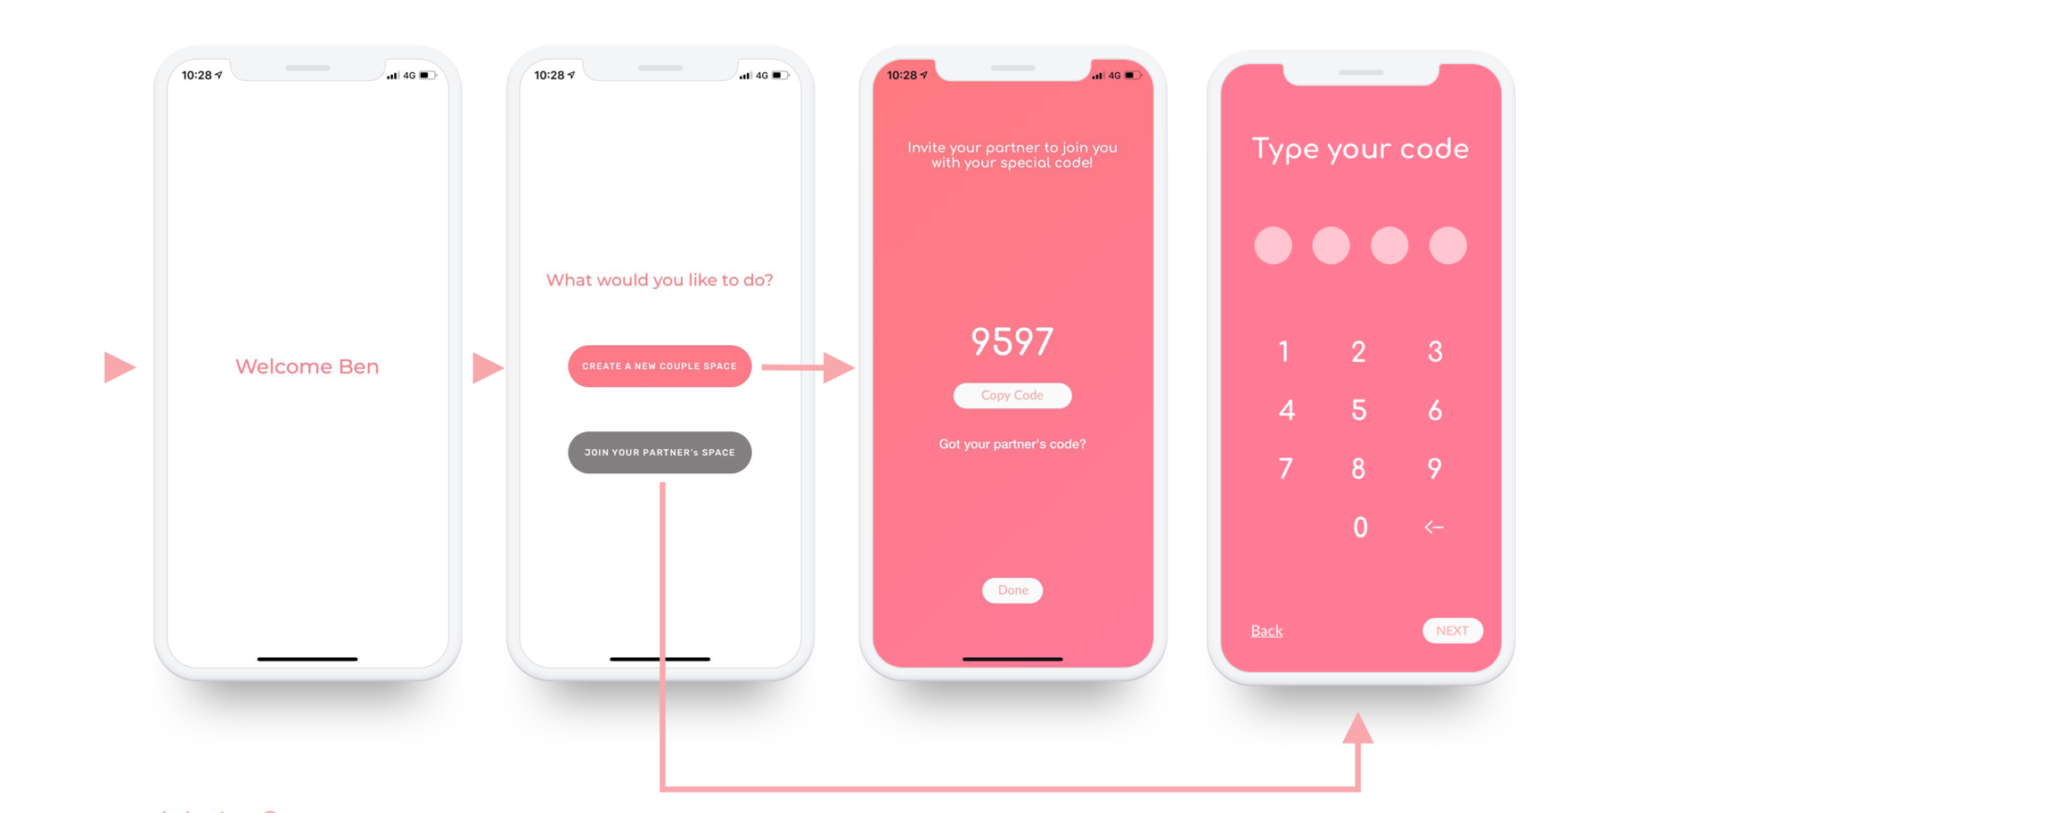 10:28 4G
Welcome Ben
10:28 4G
What would you like to do?
CREATE A NEW COUPLE SPACE
JOIN YOUR PARTNER's SPACE
10:28 4G
Invite your partner to join you
with your special code!
9597
Copy Code
Got your partner's code?
Done
Type your code
1 2 3
4 5 6
7 8 9
0
Back NEXT